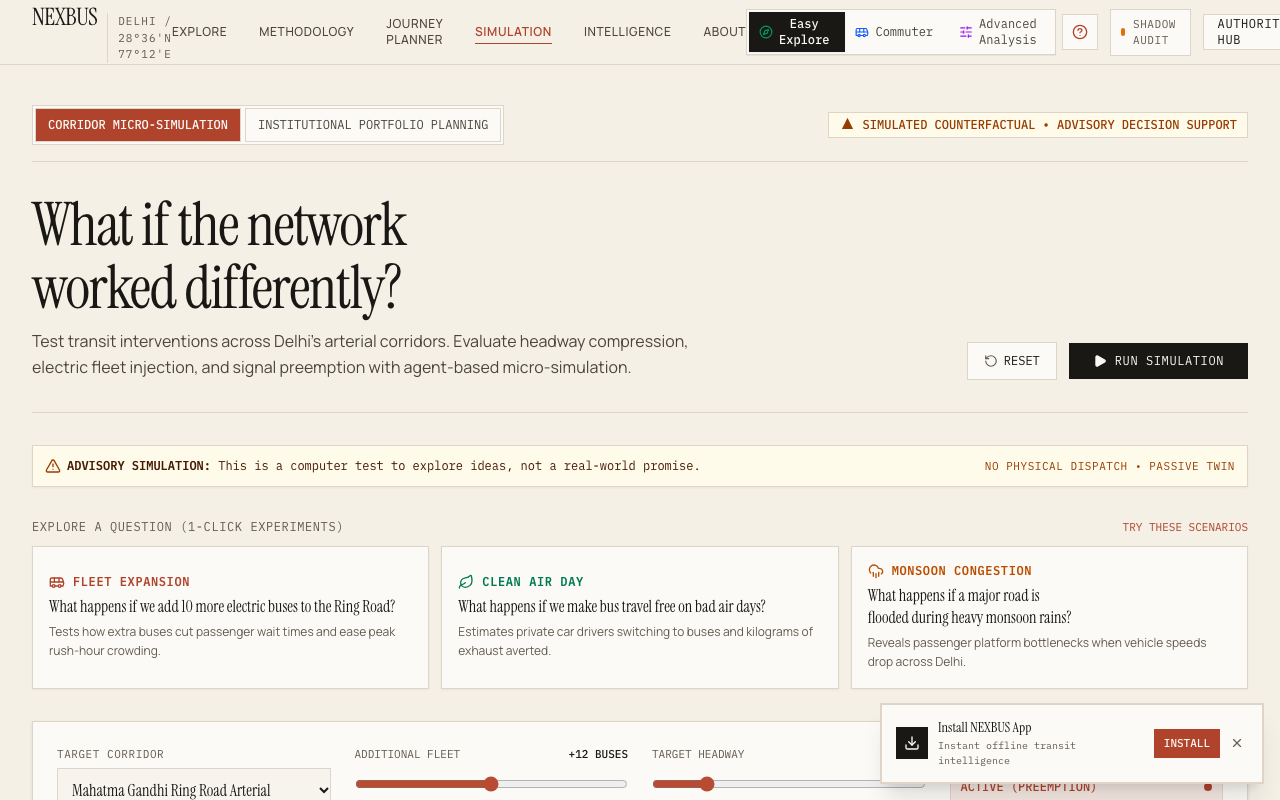 NEXBUS
DELHI /
28°36'N
77°12'E
EXPLORE
METHODOLOGY
JOURNEY
PLANNER
SIMULATION
INTELLIGENCE
ABOUT
Easy
Explore
Commuter
Advanced
Analysis
SHADOW
AUDIT
AUTHORIT
HUB
CORRIDOR MICRO-SIMULATION
INSTITUTIONAL PORTFOLIO PLANNING
▲ SIMULATED COUNTERFACTUAL • ADVISORY DECISION SUPPORT
What if the network
worked differently?
Test transit interventions across Delhi's arterial corridors. Evaluate headway compression,
electric fleet injection, and signal preemption with agent-based micro-simulation.
RESET
RUN SIMULATION
ADVISORY SIMULATION: This is a computer test to explore ideas, not a real-world promise.
NO PHYSICAL DISPATCH • PASSIVE TWIN
EXPLORE A QUESTION (1-CLICK EXPERIMENTS)
TRY THESE SCENARIOS
FLEET EXPANSION
What happens if we add 10 more electric buses to the Ring Road?
Tests how extra buses cut passenger wait times and ease peak
rush-hour crowding.
CLEAN AIR DAY
What happens if we make bus travel free on bad air days?
Estimates private car drivers switching to buses and kilograms of
exhaust averted.
MONSOON CONGESTION
What happens if a major road is
flooded during heavy monsoon rains?
Reveals passenger platform bottlenecks when vehicle speeds
drop across Delhi.
TARGET CORRIDOR
Mahatma Gandhi Ring Road Arterial
ADDITIONAL FLEET
+12 BUSES
TARGET HEADWAY
ACTIVE (PREEMPTION)
Install NEXBUS App
Instant offline transit
intelligence
INSTALL